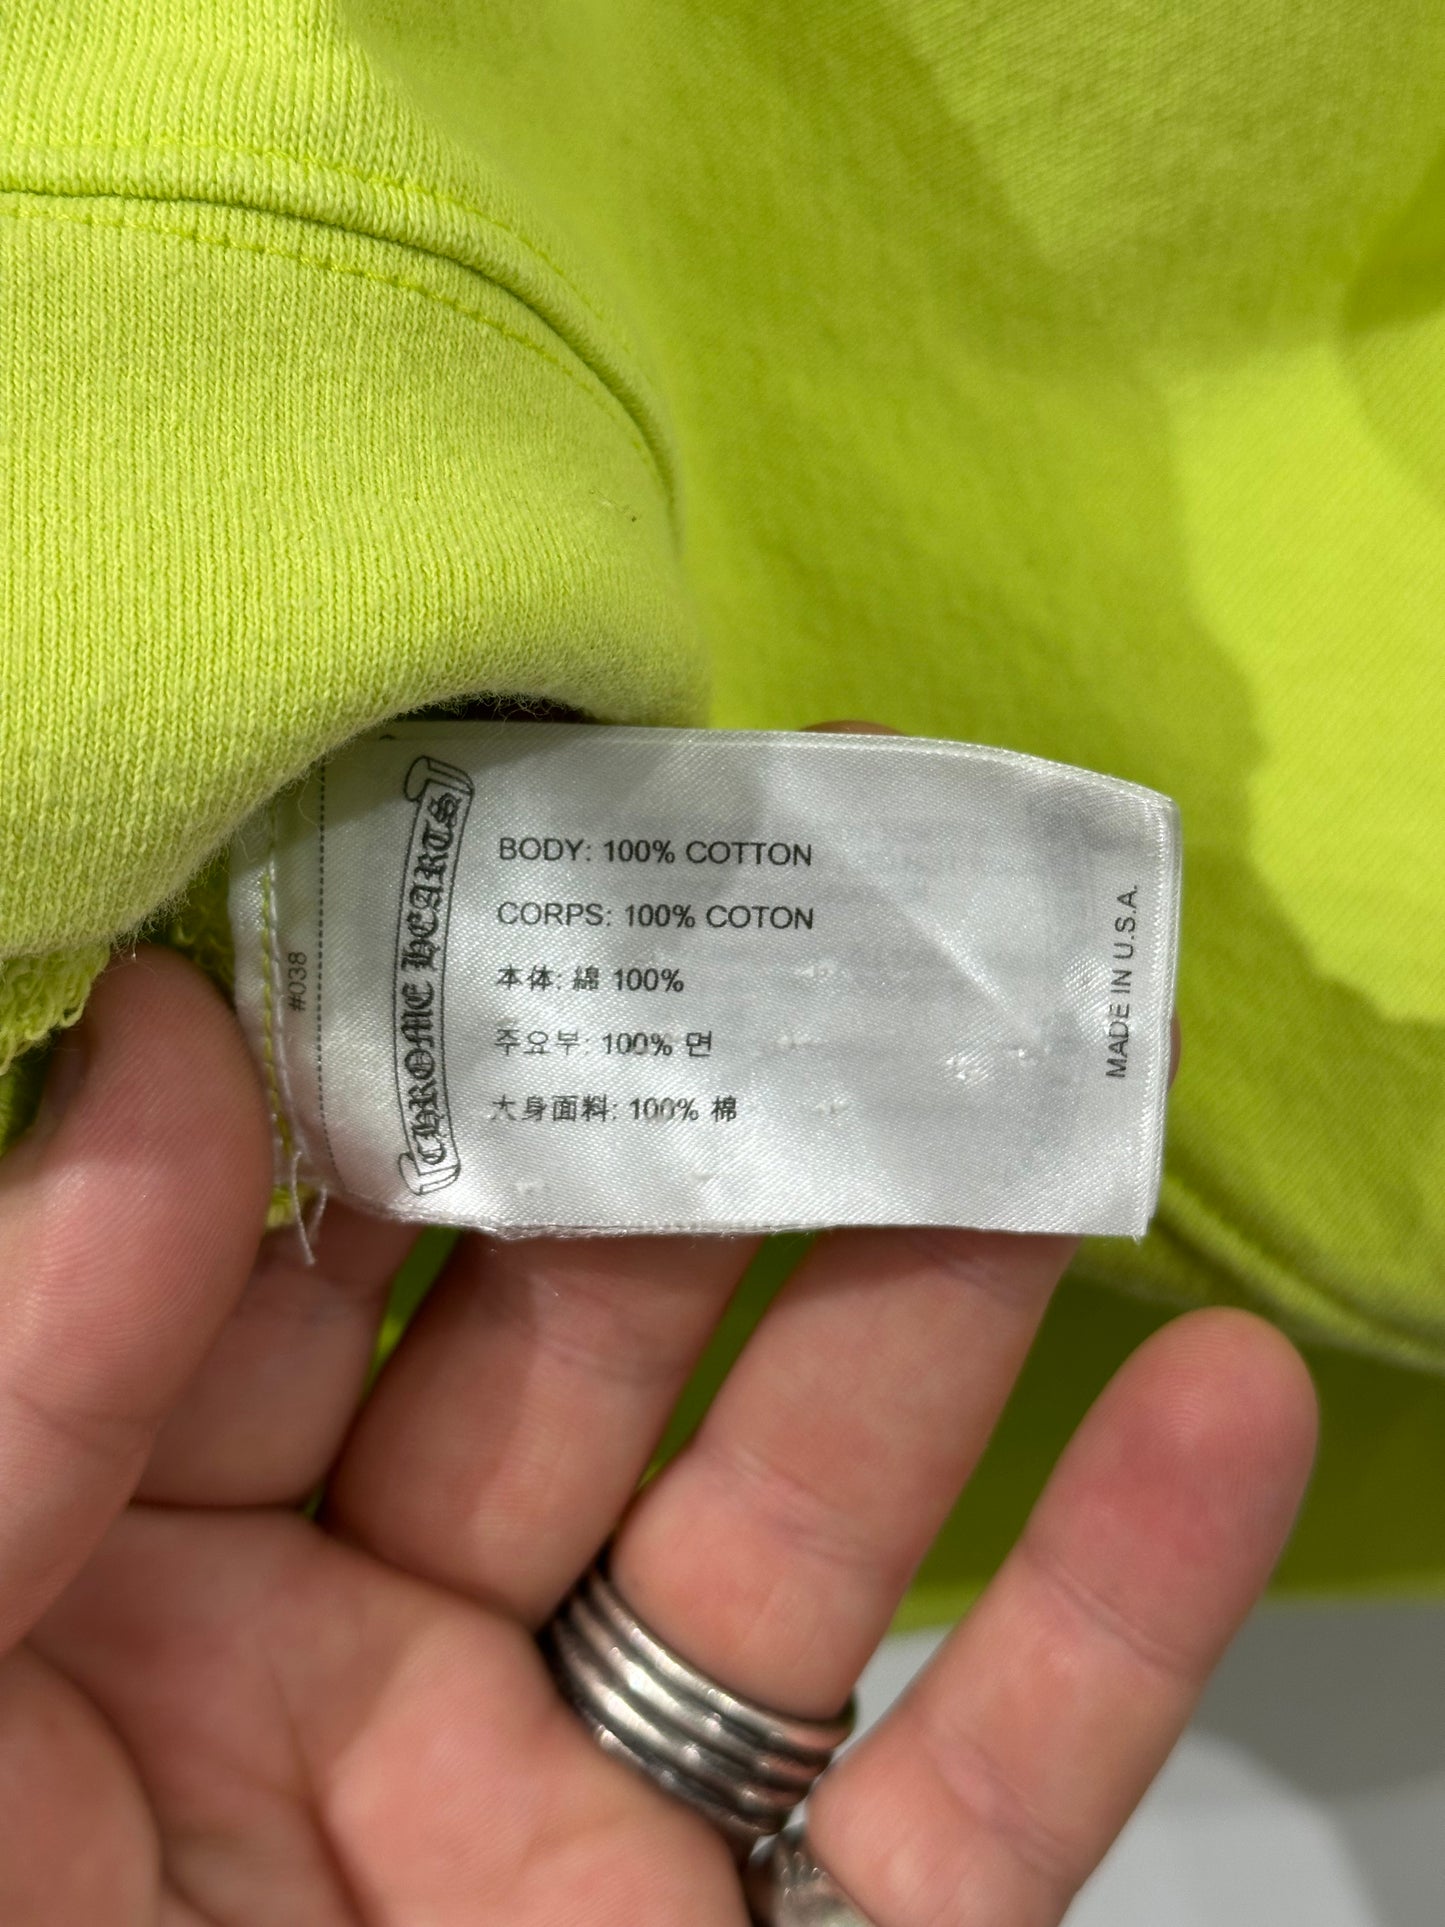 CHROME HEARTS
#038
BODY: 100% COTTON
CORPS: 100% COTON
本体: 綿 100%
주요부: 100% 면
大身面料: 100% 棉
MADE IN U.S.A.